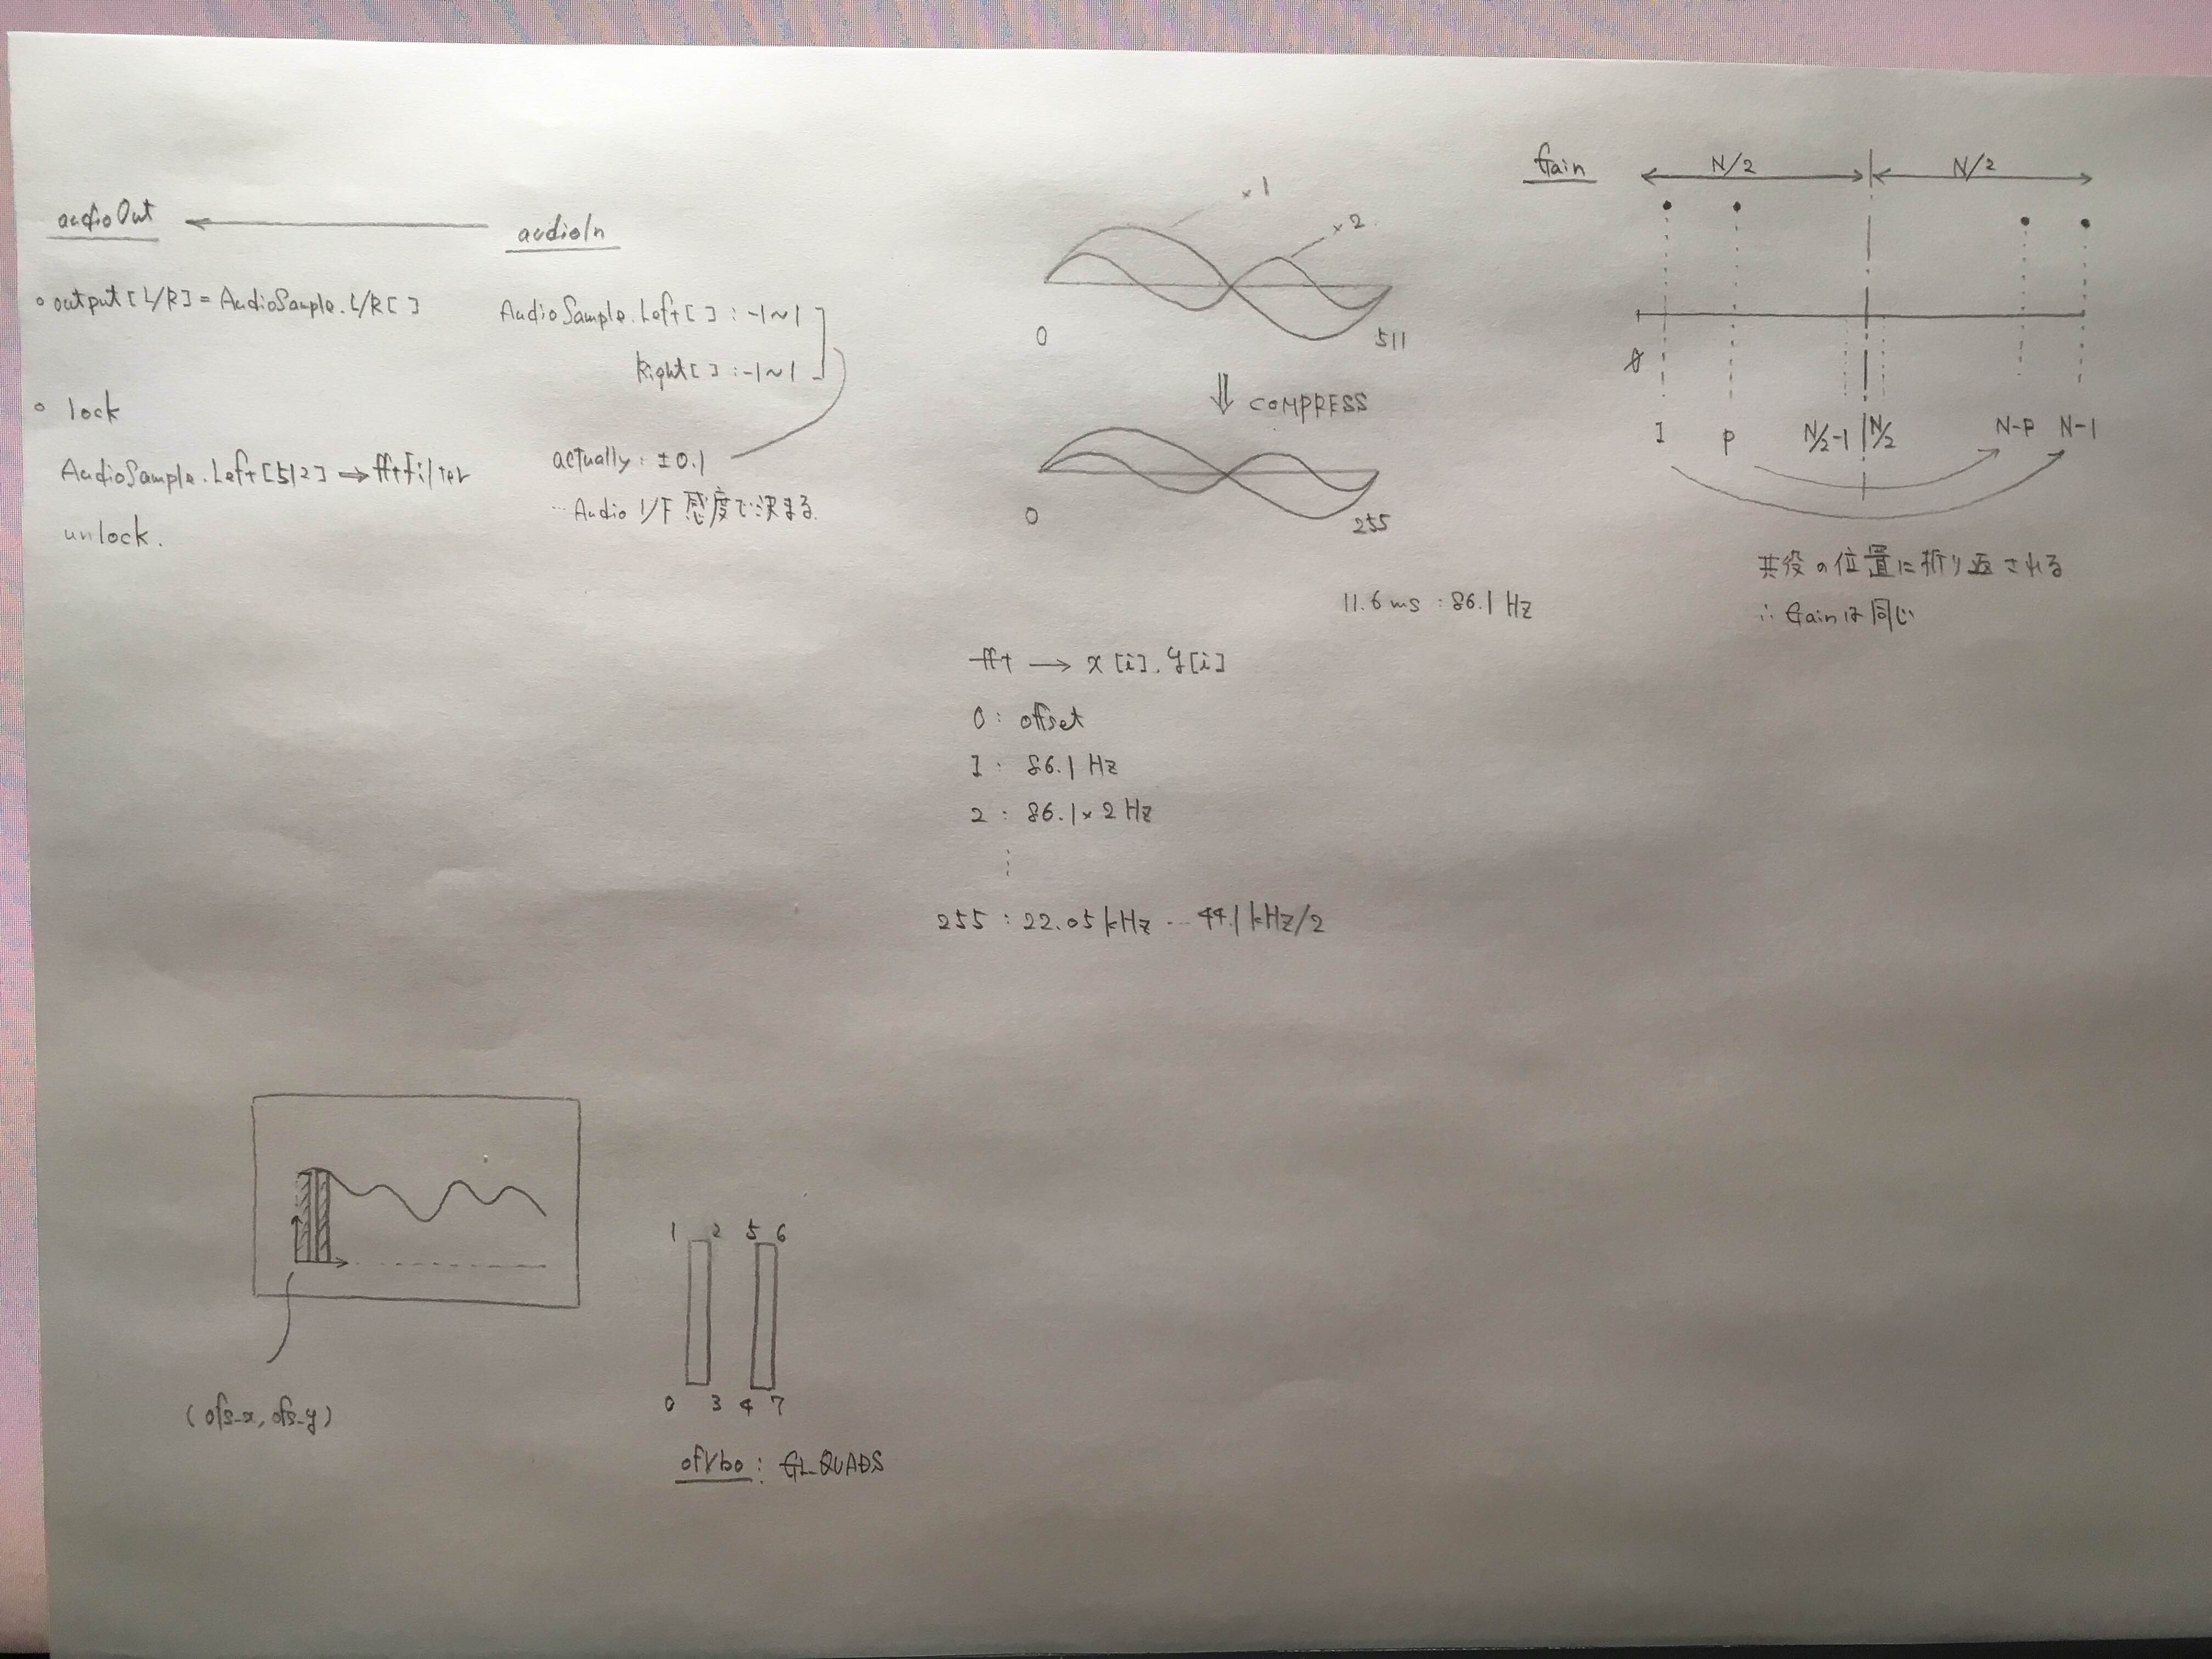 audioOut
audioIn
○ output[L/R] = AudioSample.L/R[ ]
AudioSample.Left[ ] : -1~1
Right[ ] : -1~1
○ lock
AudioSample.Left[512] → fftFilter
unlock.
actually : ±0.1
… Audio I/F 感度で決まる.
×1
×2
0
511
⇓ COMPRESS
0
255
11.6 ms : 86.1 Hz
fft → x[i], y[i]
0 : offset
1 : 86.1 Hz
2 : 86.1×2 Hz
⋮
255 : 22.05kHz … 44.1kHz/2
Gain
N/2
N/2
0
1
P
N/2-1
N/2
N-P
N-1
共役の位置に折り返される
∴ Gainは同じ
(ofs_x, ofs_y)
1 2 5 6
0 3 4 7
ofVbo : GL_QUADS